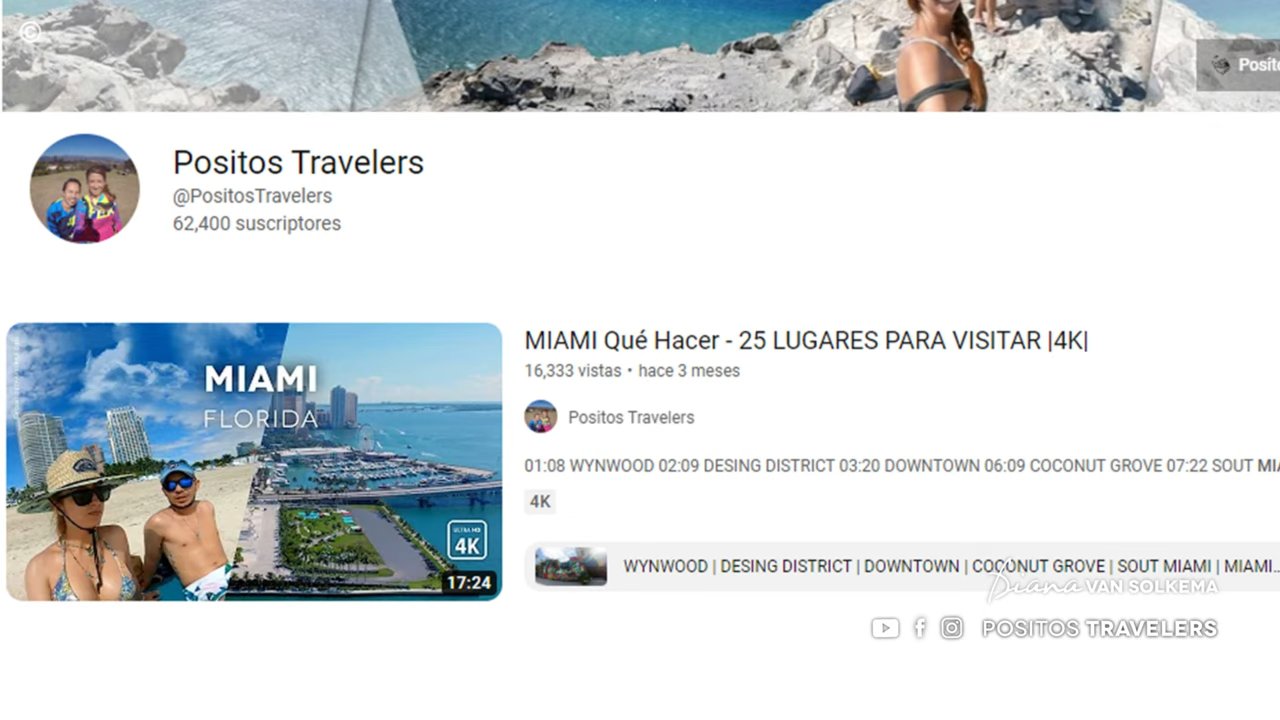 ©
Posito
Positos Travelers
@PositosTravelers
62,400 suscriptores
MIAMI
FLORIDA
ULTRA HD
4K
17:24
MIAMI Qué Hacer - 25 LUGARES PARA VISITAR |4K|
16,333 vistas • hace 3 meses
Positos Travelers
01:08 WYNWOOD 02:09 DESING DISTRICT 03:20 DOWNTOWN 06:09 COCONUT GROVE 07:22 SOUT MIA
4K
WYNWOOD | DESING DISTRICT | DOWNTOWN | COCONUT GROVE | SOUT MIAMI | MIAMI...
Diana VAN SOLKEMA
POSITOS TRAVELERS